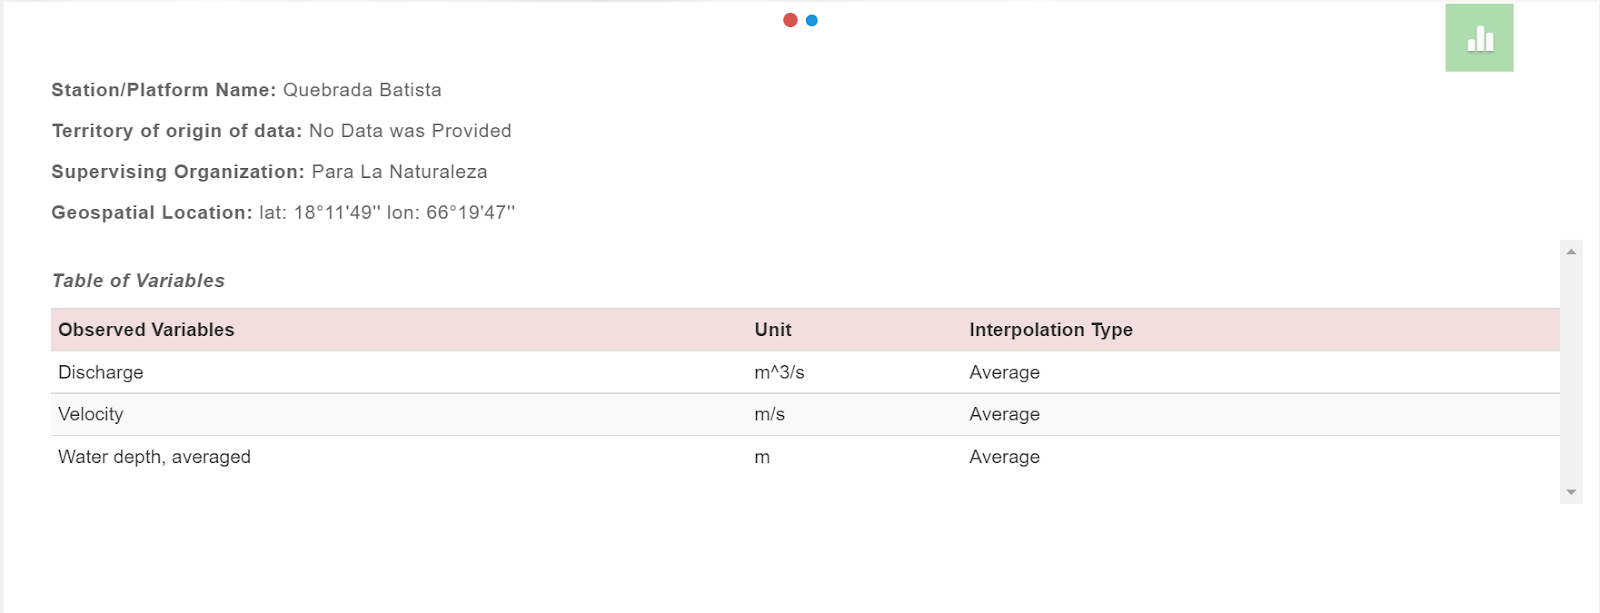 Station/Platform Name: Quebrada Batista
Territory of origin of data: No Data was Provided
Supervising Organization: Para La Naturaleza
Geospatial Location: lat: 18°11'49'' lon: 66°19'47''
Table of Variables
Observed Variables Unit Interpolation Type
Discharge m^3/s Average
Velocity m/s Average
Water depth, averaged m Average